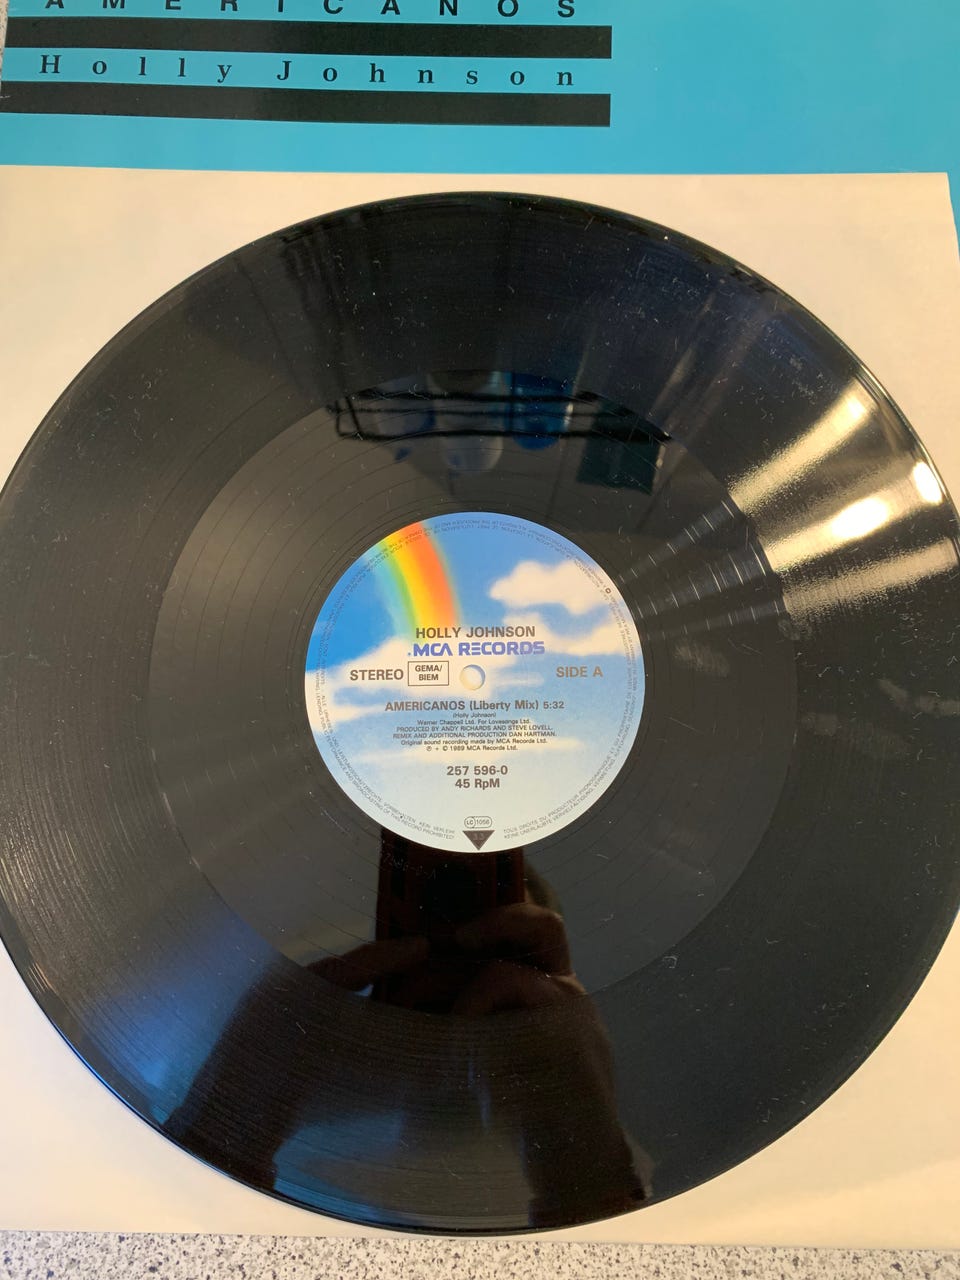 AMERICANOS
Holly Johnson
HOLLY JOHNSON
MCA RECORDS
STEREO GEMA/BIEM SIDE A
AMERICANOS (Liberty Mix) 5:32
(Holly Johnson)
Warner Chappell Ltd. For Lovesongs Ltd.
PRODUCED BY ANDY RICHARDS AND STEVE LOVELL.
REMIX AND ADDITIONAL PRODUCTION DAN HARTMAN.
Original sound recording made by MCA Records Ltd.
℗ + © 1989 MCA Records Ltd.
257 596-0
45 RpM
LC 1056
13